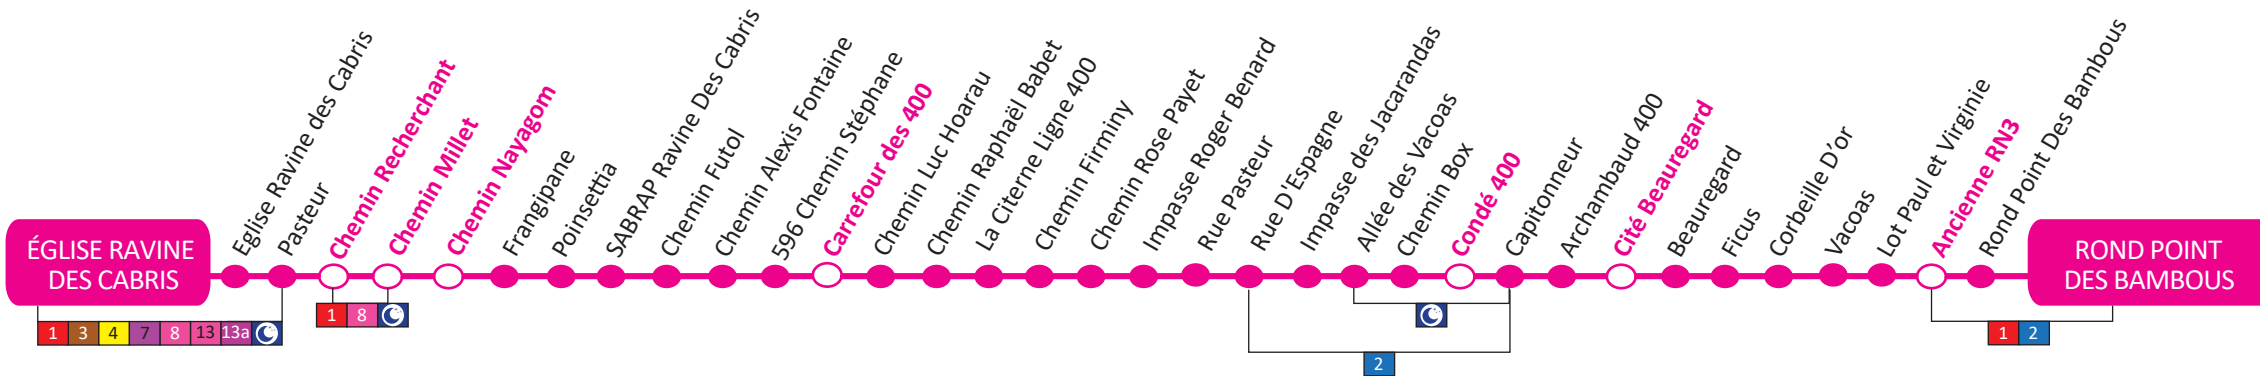 ÉGLISE RAVINE
DES CABRIS
Eglise Ravine des Cabris
Pasteur
Chemin Recherchant
Chemin Millet
Chemin Nayagom
Frangipane
Poinsettia
SABRAP Ravine Des Cabris
Chemin Futol
Chemin Alexis Fontaine
596 Chemin Stéphane
Carrefour des 400
Chemin Luc Hoarau
Chemin Raphaël Babet
La Citerne Ligne 400
Chemin Firminy
Chemin Rose Payet
Impasse Roger Benard
Rue Pasteur
Rue D'Espagne
Impasse des Jacarandas
Allée des Vacoas
Chemin Box
Condé 400
Capitonneur
Archambaud 400
Cité Beauregard
Beauregard
Ficus
Corbeille D'or
Vacoas
Lot Paul et Virginie
Ancienne RN3
Rond Point Des Bambous
ROND POINT
DES BAMBOUS
1 3 4 7 8 13 13a
1 8
2
1 2